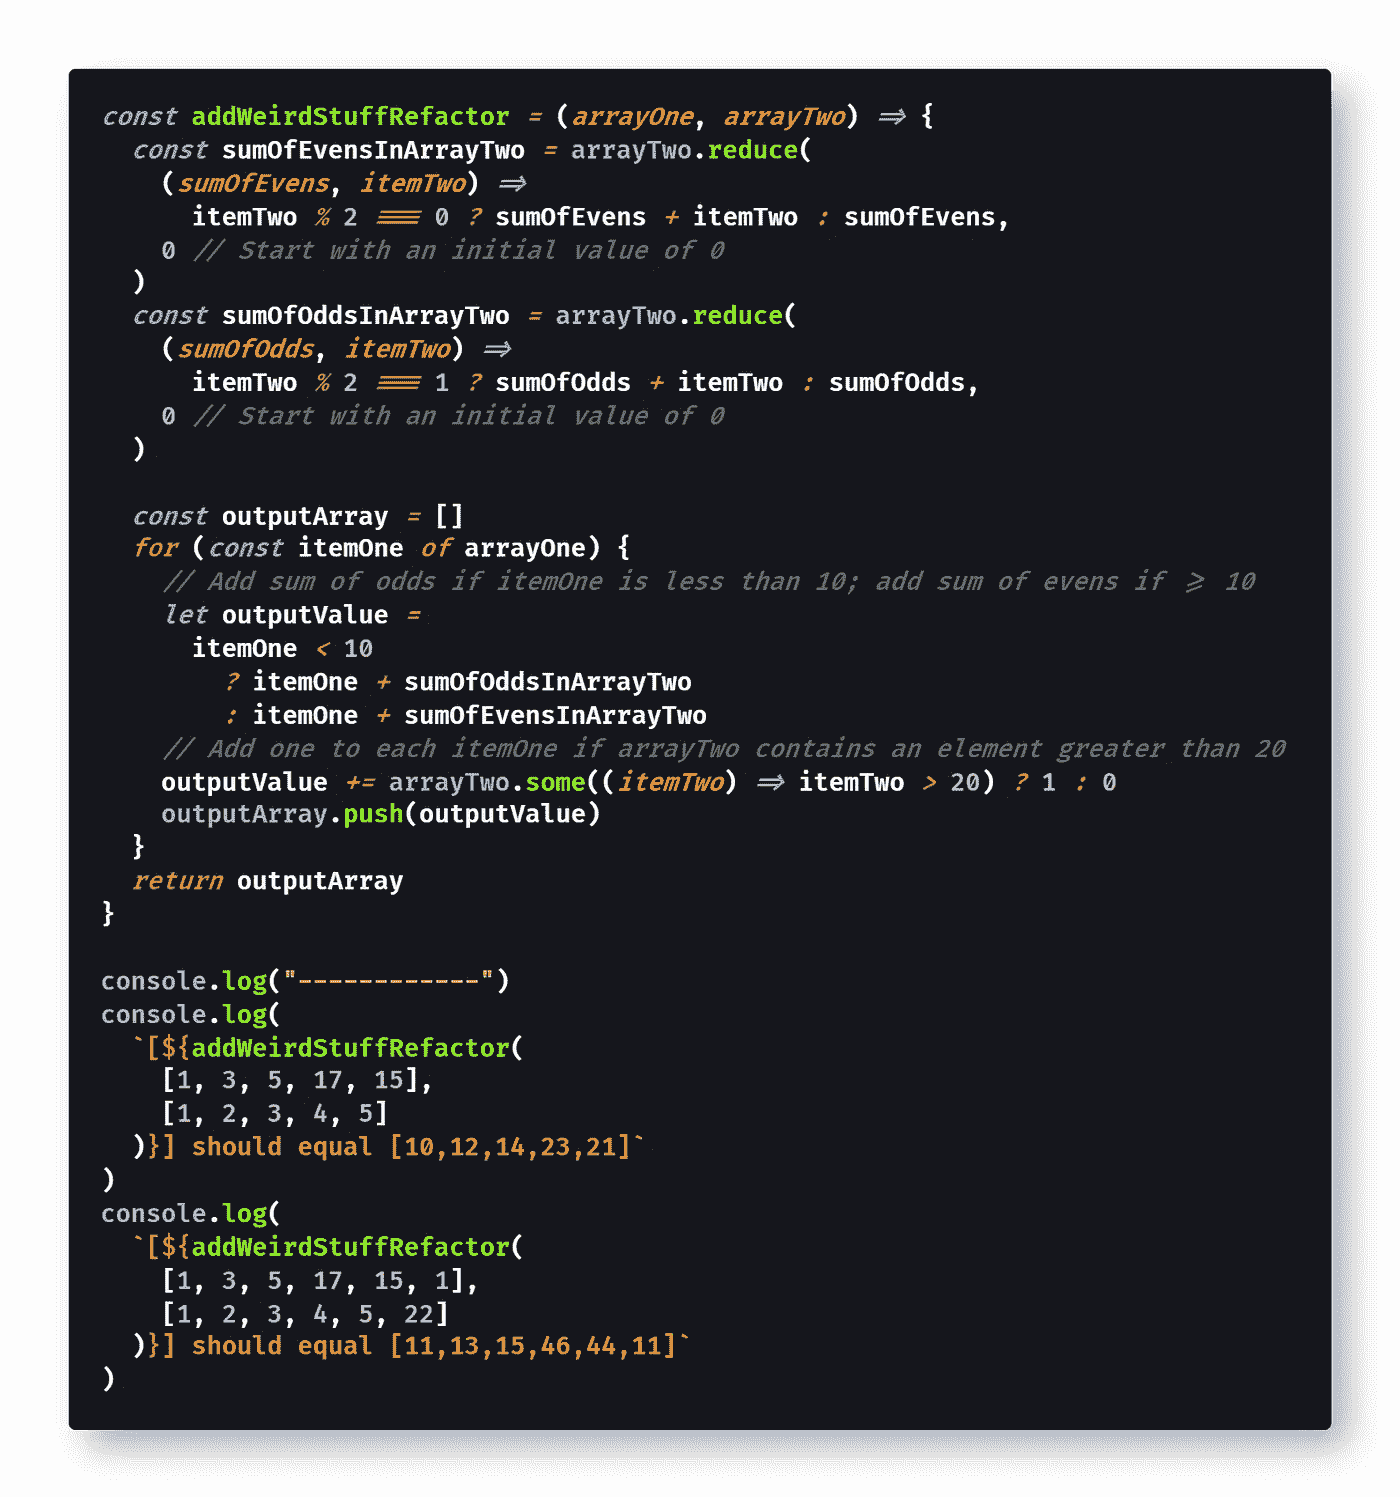 const addWeirdStuffRefactor = (arrayOne, arrayTwo) => {
  const sumOfEvensInArrayTwo = arrayTwo.reduce(
    (sumOfEvens, itemTwo) =>
      itemTwo % 2 === 0 ? sumOfEvens + itemTwo : sumOfEvens,
    0 // Start with an initial value of 0
  )
  const sumOfOddsInArrayTwo = arrayTwo.reduce(
    (sumOfOdds, itemTwo) =>
      itemTwo % 2 === 1 ? sumOfOdds + itemTwo : sumOfOdds,
    0 // Start with an initial value of 0
  )

  const outputArray = []
  for (const itemOne of arrayOne) {
    // Add sum of odds if itemOne is less than 10; add sum of evens if >= 10
    let outputValue =
      itemOne < 10
        ? itemOne + sumOfOddsInArrayTwo
        : itemOne + sumOfEvensInArrayTwo
    // Add one to each itemOne if arrayTwo contains an element greater than 20
    outputValue += arrayTwo.some((itemTwo) => itemTwo > 20) ? 1 : 0
    outputArray.push(outputValue)
  }
  return outputArray
}

console.log("------------")
console.log(
  `[${addWeirdStuffRefactor(
    [1, 3, 5, 17, 15],
    [1, 2, 3, 4, 5]
  )}] should equal [10,12,14,23,21]`
)
console.log(
  `[${addWeirdStuffRefactor(
    [1, 3, 5, 17, 15, 1],
    [1, 2, 3, 4, 5, 22]
  )}] should equal [11,13,15,46,44,11]`
)